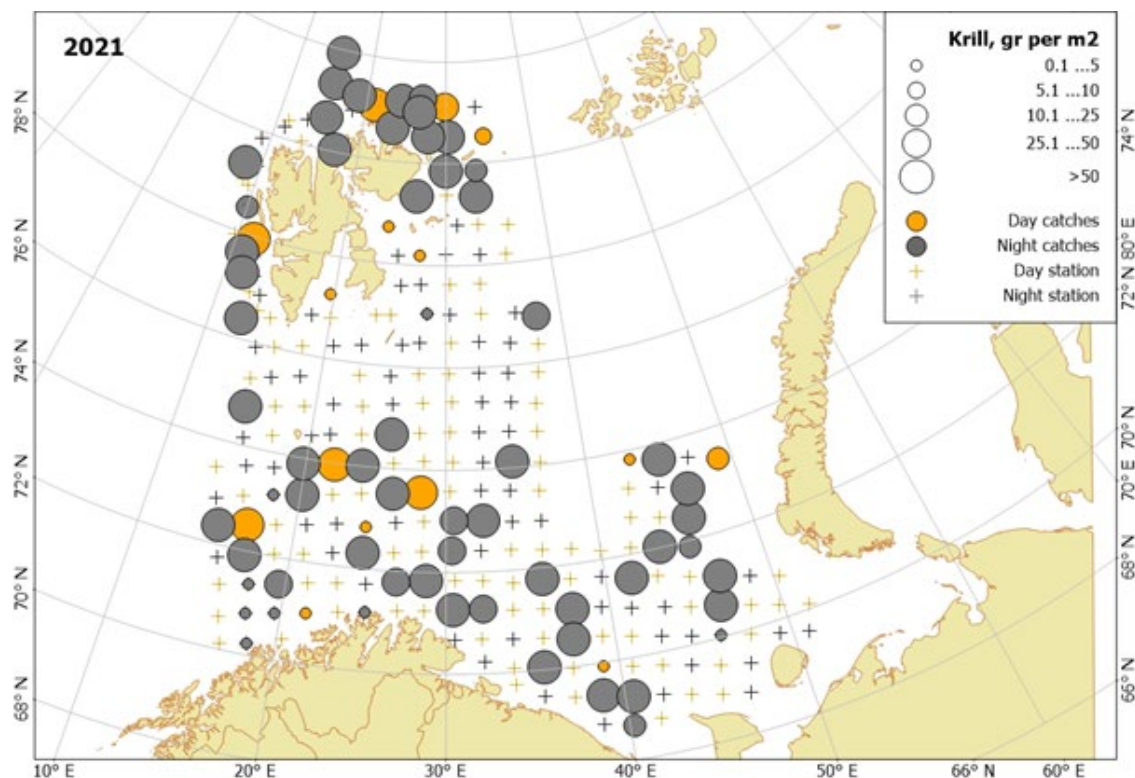 2021
Krill, gr per m2
0.1 ...5
5.1 ...10
10.1 ...25
25.1 ...50
>50
Day catches
Night catches
Day station
Night station
78° N
76° N
74° N
72° N
70° N
68° N
74° N
80° E
72° N
70° N
70° E
68° N
66° N
10° E
20° E
30° E
40° E
50° E
66° N
60° E